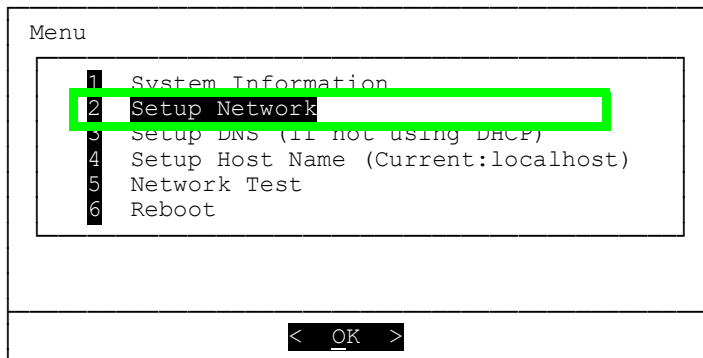 Menu
1 System Information
2 Setup Network
3 Setup DNS (if not using DHCP)
4 Setup Host Name (Current:localhost)
5 Network Test
6 Reboot
< OK >